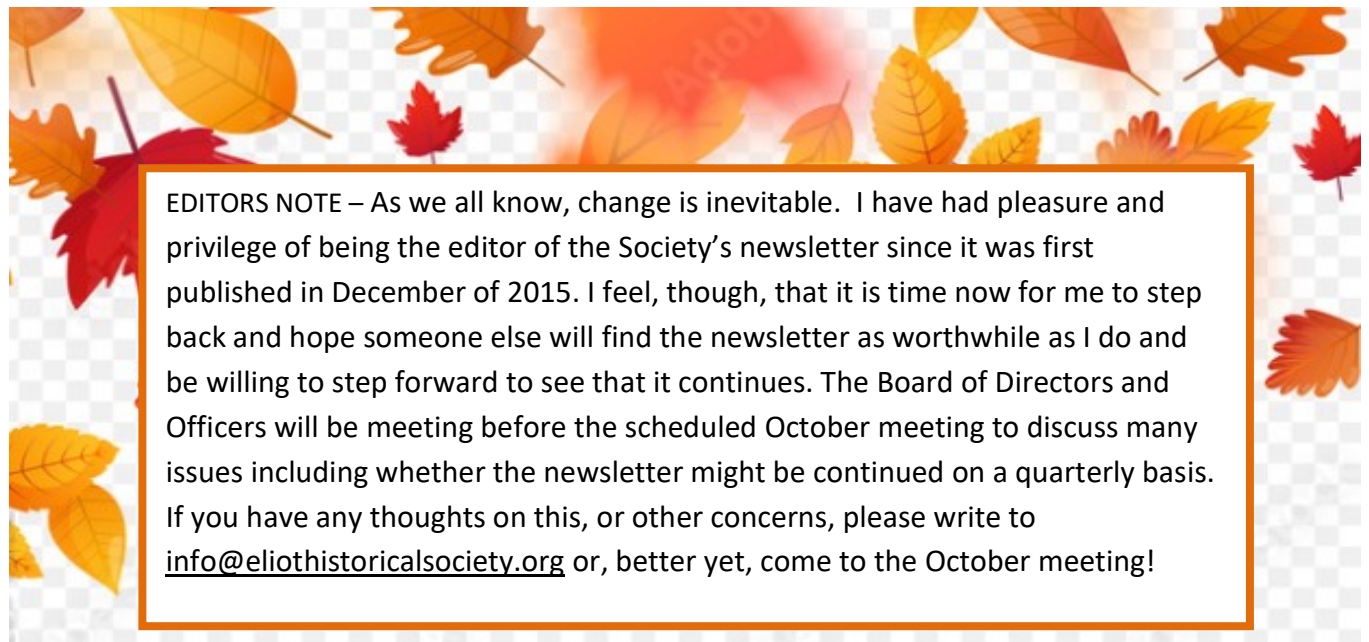 EDITORS NOTE – As we all know, change is inevitable.  I have had pleasure and
privilege of being the editor of the Society’s newsletter since it was first
published in December of 2015. I feel, though, that it is time now for me to step
back and hope someone else will find the newsletter as worthwhile as I do and
be willing to step forward to see that it continues. The Board of Directors and
Officers will be meeting before the scheduled October meeting to discuss many
issues including whether the newsletter might be continued on a quarterly basis.
If you have any thoughts on this, or other concerns, please write to
info@eliothistoricalsociety.org or, better yet, come to the October meeting!